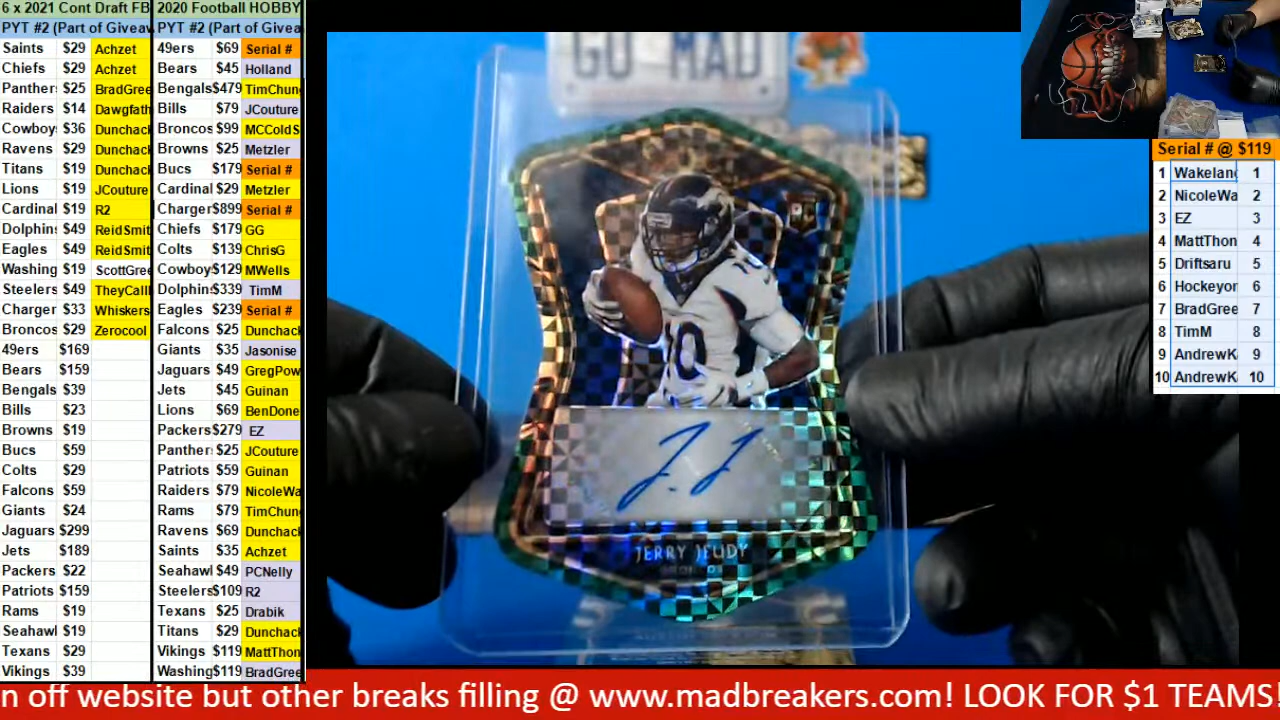 6 x 2021 Cont Draft FB
PYT #2 (Part of Giveav
Saints $29 Achzet
Chiefs $29 Achzet
Panther $25 BradGree
Raiders $14 Dawgfath
Cowboy $36 Dunchack
Ravens $29 Dunchack
Titans $19 Dunchack
Lions $19 JCouture
Cardinal $19 R2
Dolphin $49 ReidSmit
Eagles $49 ReidSmit
Washing $19 ScottGree
Steelers $49 TheyCalll
Charger $33 Whiskers
Broncos $29 Zerocool
49ers $169
Bears $159
Bengals $39
Bills $23
Browns $19
Bucs $59
Colts $29
Falcons $59
Giants $24
Jaguars $299
Jets $189
Packers $22
Patriots $159
Rams $19
Seahawl $19
Texans $29
Vikings $39
2020 Football HOBBY
PYT #2 (Part of Givea
49ers $69 Serial #
Bears $45 Holland
Bengals $479 TimChun
Bills $79 JCouture
Broncos $99 MCColdS
Browns $25 Metzler
Bucs $179 Serial #
Cardinal $29 Metzler
Charger $899 Serial #
Chiefs $179 GG
Colts $139 ChrisG
Cowboy $129 MWells
Dolphin $339 TimM
Eagles $239 Serial #
Falcons $25 Dunchack
Giants $35 Jasonise
Jaguars $49 GregPow
Jets $45 Guinan
Lions $69 BenDone
Packers $279 EZ
Panther $25 JCouture
Patriots $59 Guinan
Raiders $79 NicoleWa
Rams $79 TimChun
Ravens $69 Dunchack
Saints $35 Achzet
Seahawl $49 PCNelly
Steelers $109 R2
Texans $25 Drabik
Titans $29 Dunchack
Vikings $119 MattThon
Washing $119 BradGree
GO MAD
10
J.J
JERRY JEUDY
Serial # @ $119
1 Wakelan 1
2 NicoleWa 2
3 EZ 3
4 MattThon 4
5 Driftsaru 5
6 Hockeyor 6
7 BradGree 7
8 TimM 8
9 AndrewK 9
10 AndrewK 10
n off website but other breaks filling @ www.madbreakers.com! LOOK FOR $1 TEAMS!